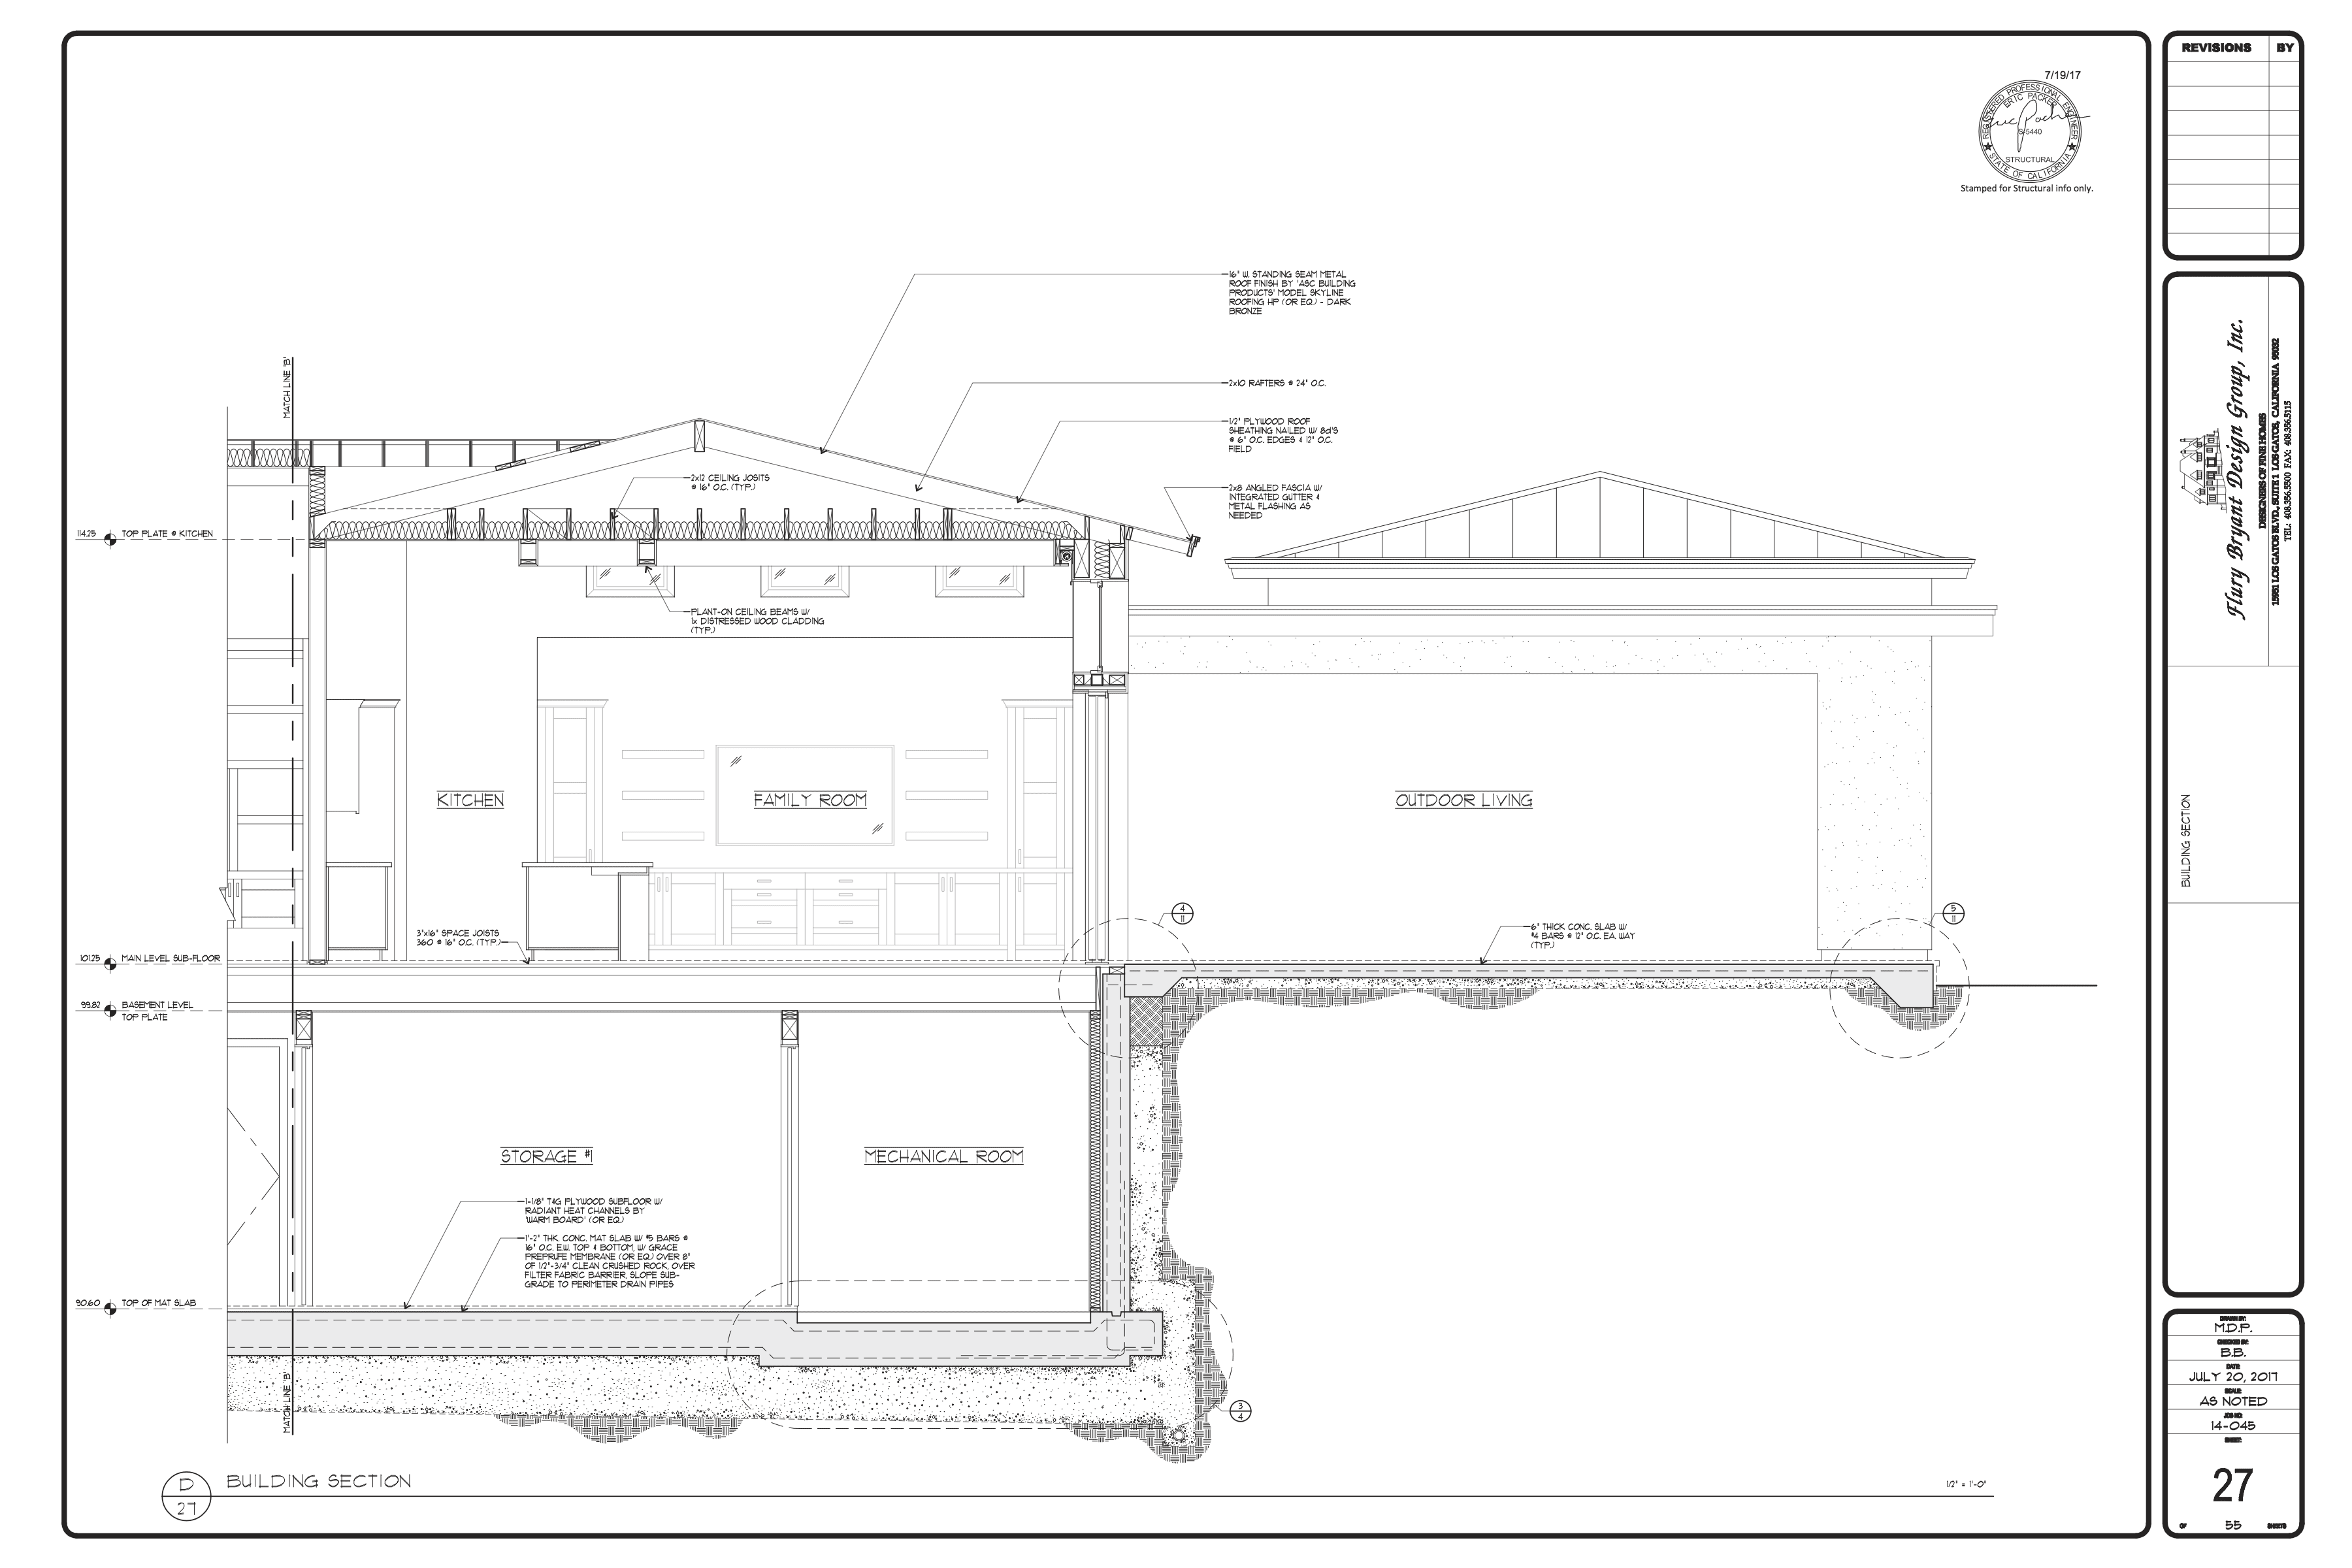 REVISIONS BY
7/19/17
REGISTERED PROFESSIONAL ENGINEER
ERIC PACKER
S-5440
STRUCTURAL
STATE OF CALIFORNIA
Stamped for Structural info only.
16" W. STANDING SEAM METAL
ROOF FINISH BY 'ASC BUILDING
PRODUCTS' MODEL SKYLINE
ROOFING HP (OR EQ.) - DARK
BRONZE
2x10 RAFTERS @ 24" O.C.
1/2" PLYWOOD ROOF
SHEATHING NAILED W/ 8d'S
@ 6" O.C. EDGES & 12" O.C.
FIELD
2x8 ANGLED FASCIA W/
INTEGRATED GUTTER &
METAL FLASHING AS
NEEDED
MATCH LINE 'B'
2x12 CEILING JOSITS
@ 16" O.C. (TYP.)
114.25 TOP PLATE @ KITCHEN
PLANT-ON CEILING BEAMS W/
1x DISTRESSED WOOD CLADDING
(TYP.)
KITCHEN
FAMILY ROOM
OUTDOOR LIVING
4
11
5
11
3"x16" SPACE JOISTS
360 @ 16" O.C. (TYP.)
6" THICK CONC. SLAB W/
#4 BARS @ 12" O.C. EA. WAY
(TYP.)
101.25 MAIN LEVEL SUB-FLOOR
99.82 BASEMENT LEVEL
TOP PLATE
STORAGE #1
MECHANICAL ROOM
1-1/8" T&G PLYWOOD SUBFLOOR W/
RADIANT HEAT CHANNELS BY
'WARM BOARD' (OR EQ.)
1'-2" THK. CONC. MAT SLAB W/ #5 BARS @
16" O.C. E.W. TOP & BOTTOM, W/ GRACE
PREPRUFE MEMBRANE (OR EQ.) OVER 8"
OF 1/2"-3/4" CLEAN CRUSHED ROCK, OVER
FILTER FABRIC BARRIER, SLOPE SUB-
GRADE TO PERIMETER DRAIN PIPES
90.60 TOP OF MAT SLAB
MATCH LINE 'B'
3
4
D
27
BUILDING SECTION
1/2" = 1'-0"
Flury Bryant Design Group, Inc.
DESIGNERS OF FINE HOMES
15951 LOS GATOS BLVD., SUITE 1 LOS GATOS, CALIFORNIA 95032
TEL: 408.356.5500 FAX: 408.356.5115
BUILDING SECTION
DRAWN BY:
M.D.P.
CHECKED BY:
B.B.
DATE:
JULY 20, 2017
SCALE:
AS NOTED
JOB NO:
14-045
SHEET:
27
OF 55 SHEETS